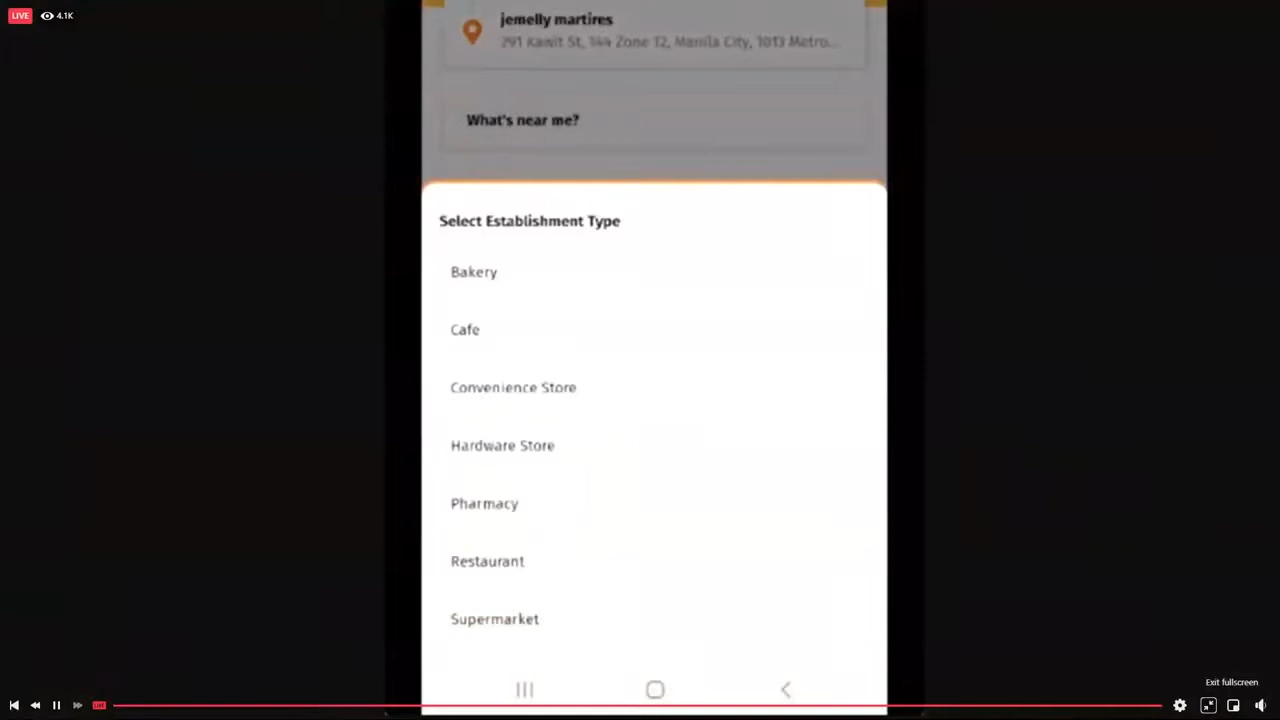 LIVE 4.1K
jemelly martires
291 Kawit St, 144 Zone 12, Manila City, 1013 Metro...
What's near me?
Select Establishment Type
Bakery
Cafe
Convenience Store
Hardware Store
Pharmacy
Restaurant
Supermarket
Exit fullscreen
LIVE